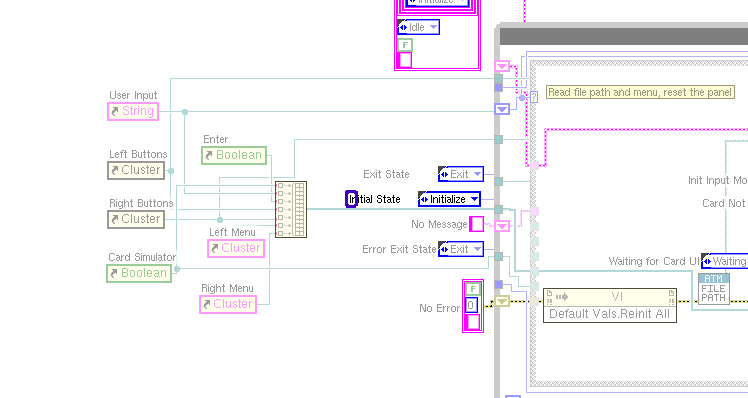 Initialize
Idle
F
Read file path and menu, reset the panel
User Input
String
?
Enter
Boolean
Left Buttons
Cluster
Exit State
Exit
Init Input Mo
Right Buttons
Cluster
Initial State
Initialize
Card Not
No Message
Left Menu
Cluster
Error Exit State
Exit
Card Simulator
Boolean
Waiting for Card UI
Waiting
Right Menu
Cluster
No Error
F
0
?!
VI
?!
Default Vals.Reinit All
ATM
FILE
PATH